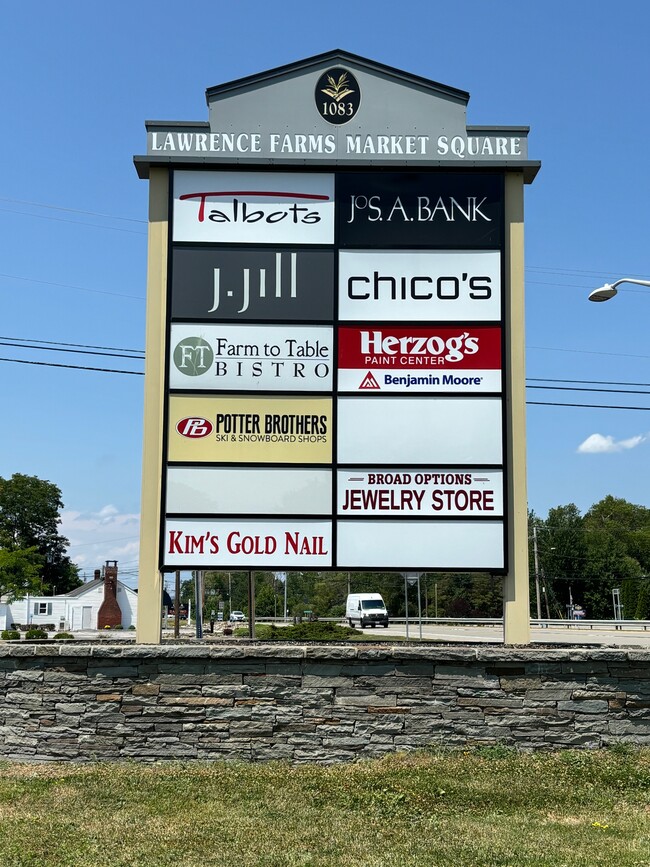 1083
LAWRENCE FARMS MARKET SQUARE
Talbots
JoS. A. BANK
J.Jill
chico's
FT
Farm to Table
BISTRO
Herzog's
PAINT CENTER
Benjamin Moore®
PB
POTTER BROTHERS
SKI & SNOWBOARD SHOPS
BROAD OPTIONS
JEWELRY STORE
KIM'S GOLD NAIL